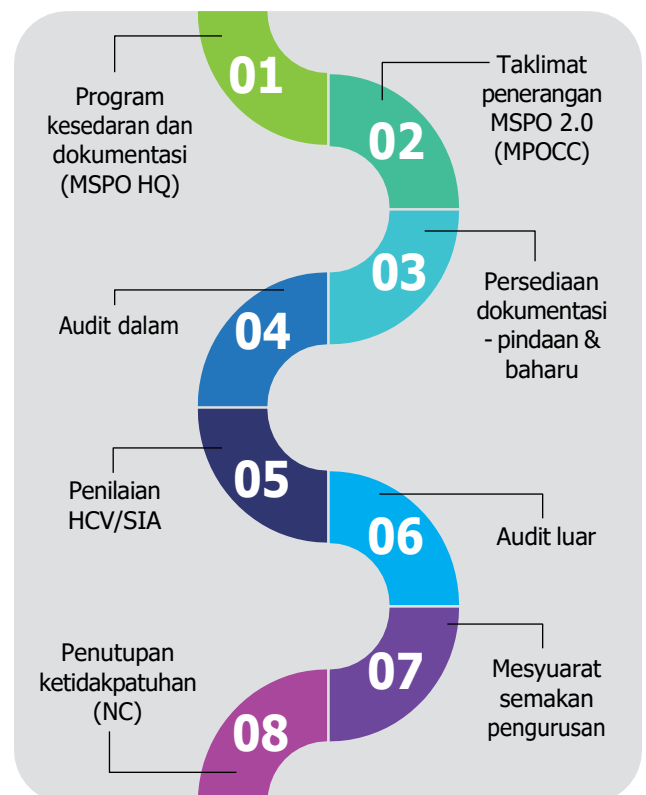 01
Program
kesedaran dan
dokumentasi
(MSPO HQ)
02
Taklimat
penerangan
MSPO 2.0
(MPOCC)
03
Persediaan
dokumentasi
- pindaan &
baharu
04
Audit dalam
05
Penilaian
HCV/SIA
06
Audit luar
07
Mesyuarat
semakan
pengurusan
08
Penutupan
ketidakpatuhan
(NC)